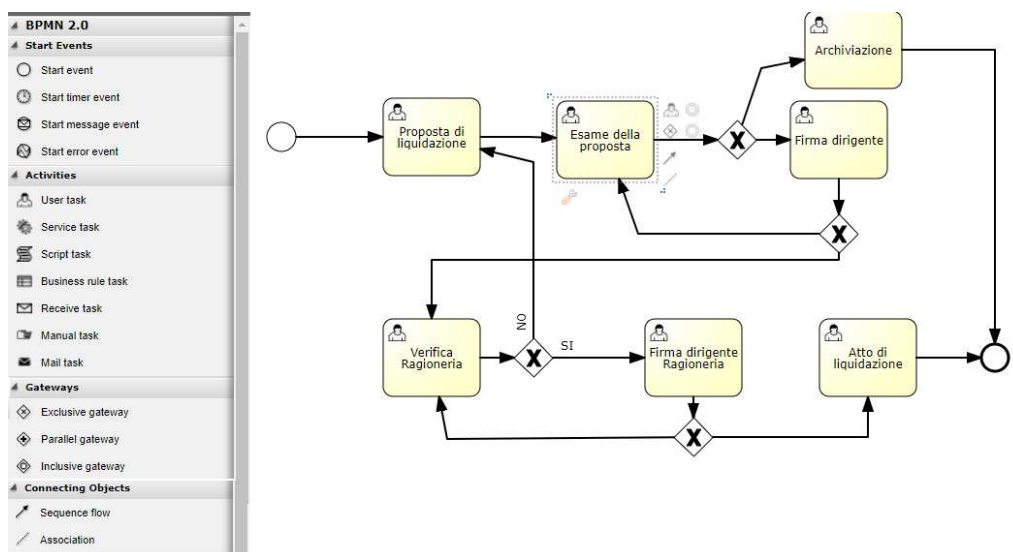 BPMN 2.0
Start Events
Start event
Start timer event
Start message event
Start error event
Activities
User task
Service task
Script task
Business rule task
Receive task
Manual task
Mail task
Gateways
Exclusive gateway
Parallel gateway
Inclusive gateway
Connecting Objects
Sequence flow
Association
Archiviazione
Proposta di
liquidazione
Esame della
proposta
Firma dirigente
NO
SI
Verifica
Ragioneria
Firma dirigente
Ragioneria
Atto di
liquidazione